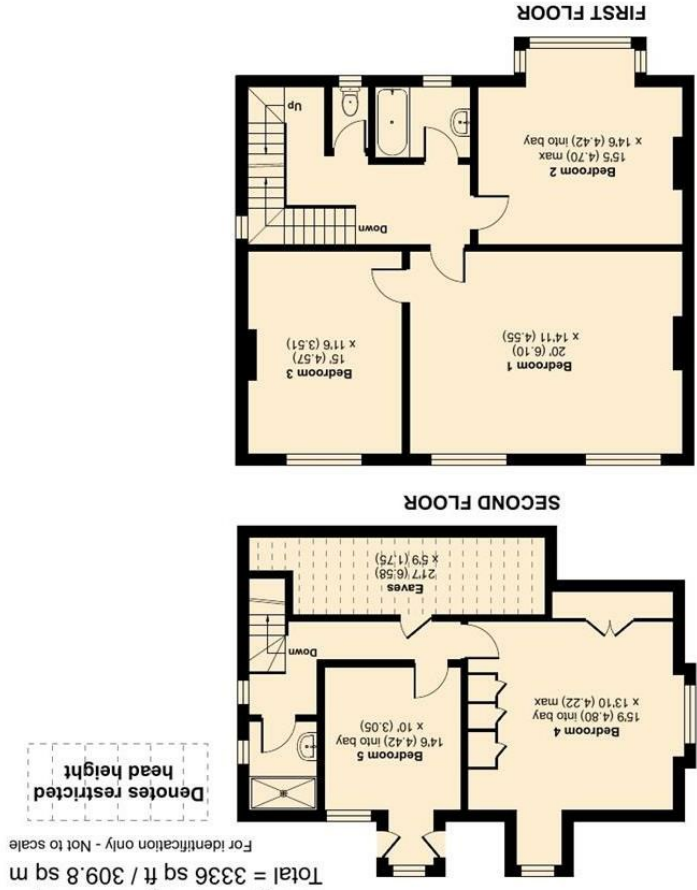 Total = 3336 sq ft / 309.8 sq m
For identification only - Not to scale
Denotes restricted
head height
Bedroom 4
15'9 (4.80) into bay
x 13'10 (4.22) max
Bedroom 5
14'6 (4.42) into bay
x 10' (3.05)
Down
Eaves
21'7 (6.58)
x 5'9 (1.75)
SECOND FLOOR
Bedroom 1
20' (6.10)
x 14'11 (4.55)
Bedroom 3
15' (4.57)
x 11'6 (3.51)
Down
Bedroom 2
15'5 (4.70) max
x 14'6 (4.42) into bay
Up
FIRST FLOOR